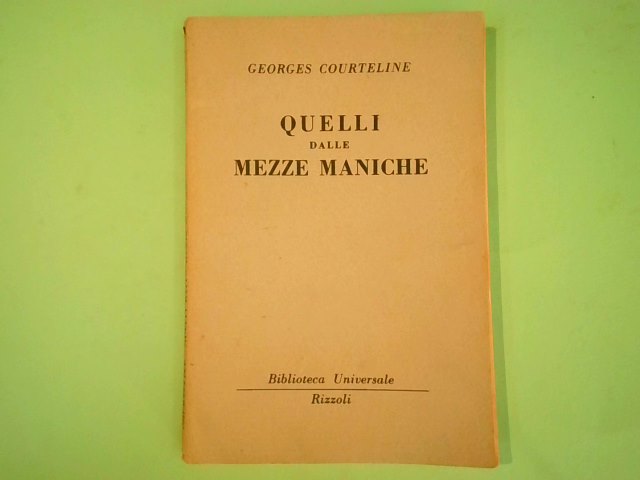 GEORGES COURTELINE
QUELLI
DALLE
MEZZE MANICHE
Biblioteca Universale
Rizzoli